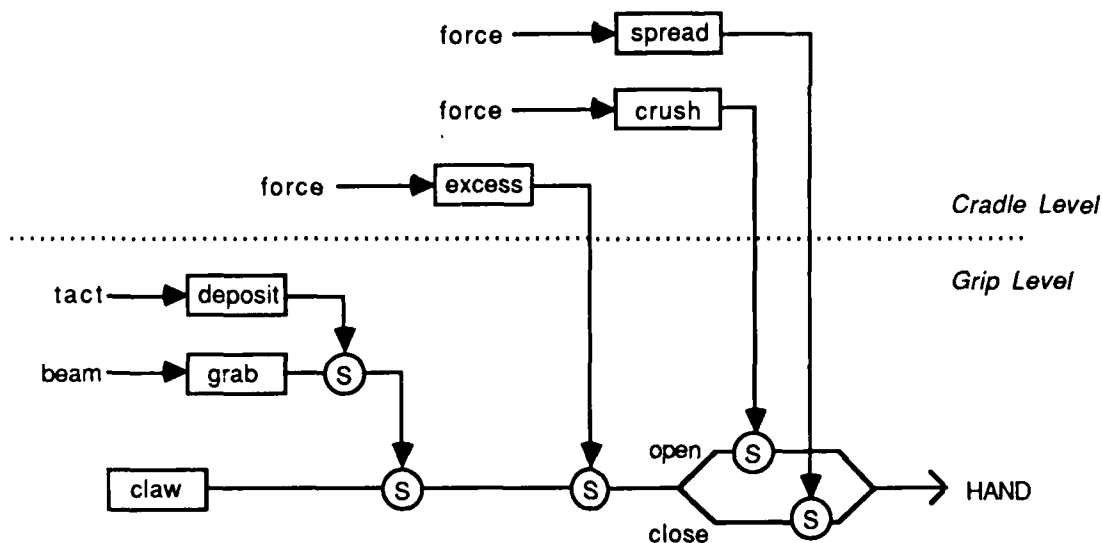 force spread
force crush
force excess
Cradle Level
Grip Level
tact deposit
beam grab S
open S
claw S S HAND
close S